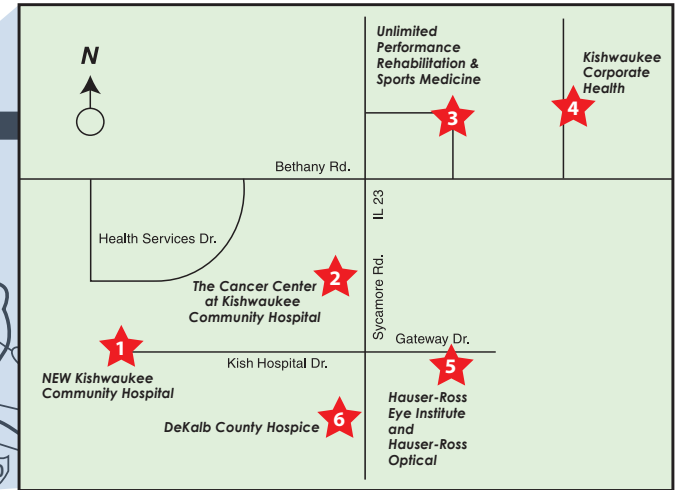 N
Unlimited
Performance
Rehabilitation &
Sports Medicine
3
Kishwaukee
Corporate
Health
4
Bethany Rd.
IL 23
Health Services Dr.
The Cancer Center
at Kishwaukee
Community Hospital
2
Sycamore Rd.
Gateway Dr.
1
Kish Hospital Dr.
5
NEW Kishwaukee
Community Hospital
Hauser-Ross
Eye Institute
and
Hauser-Ross
Optical
DeKalb County Hospice
6